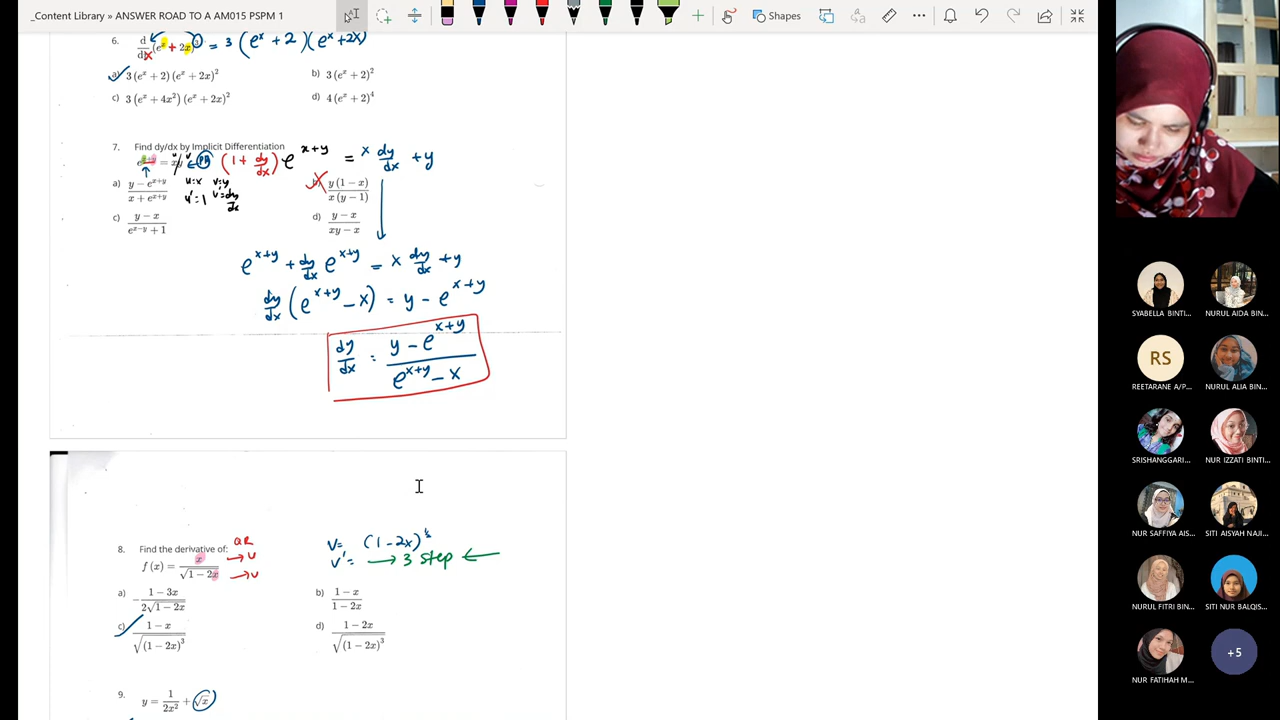 _Content Library » ANSWER ROAD TO A AM015 PSPM 1
Shapes
6. d/dx (e^x + 2x)^3 = 3 (e^x + 2) (e^x + 2x)
a) 3 (e^x + 2) (e^x + 2x)^2
b) 3 (e^x + 2)^2
c) 3 (e^x + 4x^2) (e^x + 2x)^2
d) 4 (e^x + 2)^4
7. Find dy/dx by Implicit Differentiation
e^(x+y) = xy ← PR (1 + dy/dx) e^(x+y) = x dy/dx + y
u v
a) (y − e^(x+y))/(x + e^(x+y))
u=x v=y
u'=1 v'=dy/dx
b) y(1 − x)/x(y − 1)
c) (y − x)/(e^(x−y) + 1)
d) (y − x)/(xy − x)
e^(x+y) + dy/dx e^(x+y) = x dy/dx + y
dy/dx (e^(x+y) − x) = y − e^(x+y)
dy/dx = (y − e^(x+y))/(e^(x+y) − x)
8. Find the derivative of: QR
f (x) = x/√(1 − 2x)
→ U
→ V
V= (1 − 2x)^½
V'= → 3 step ←
a) −(1 − 3x)/(2√(1 − 2x))
b) (1 − x)/(1 − 2x)
c) (1 − x)/√((1 − 2x)^3)
d) (1 − 2x)/√((1 − 2x)^3)
9. y = 1/(2x^2) + √x
SYABELLA BINTI...
NURUL AIDA BIN...
RS
REETARANE A/P...
NURUL ALIA BIN...
SRISHANGGARI...
NUR IZZATI BINTI...
NUR SAFFIYA AIS...
SITI AISYAH NAJI...
NURUL FITRI BIN...
SITI NUR BALQIS...
NUR FATIHAH M...
+5